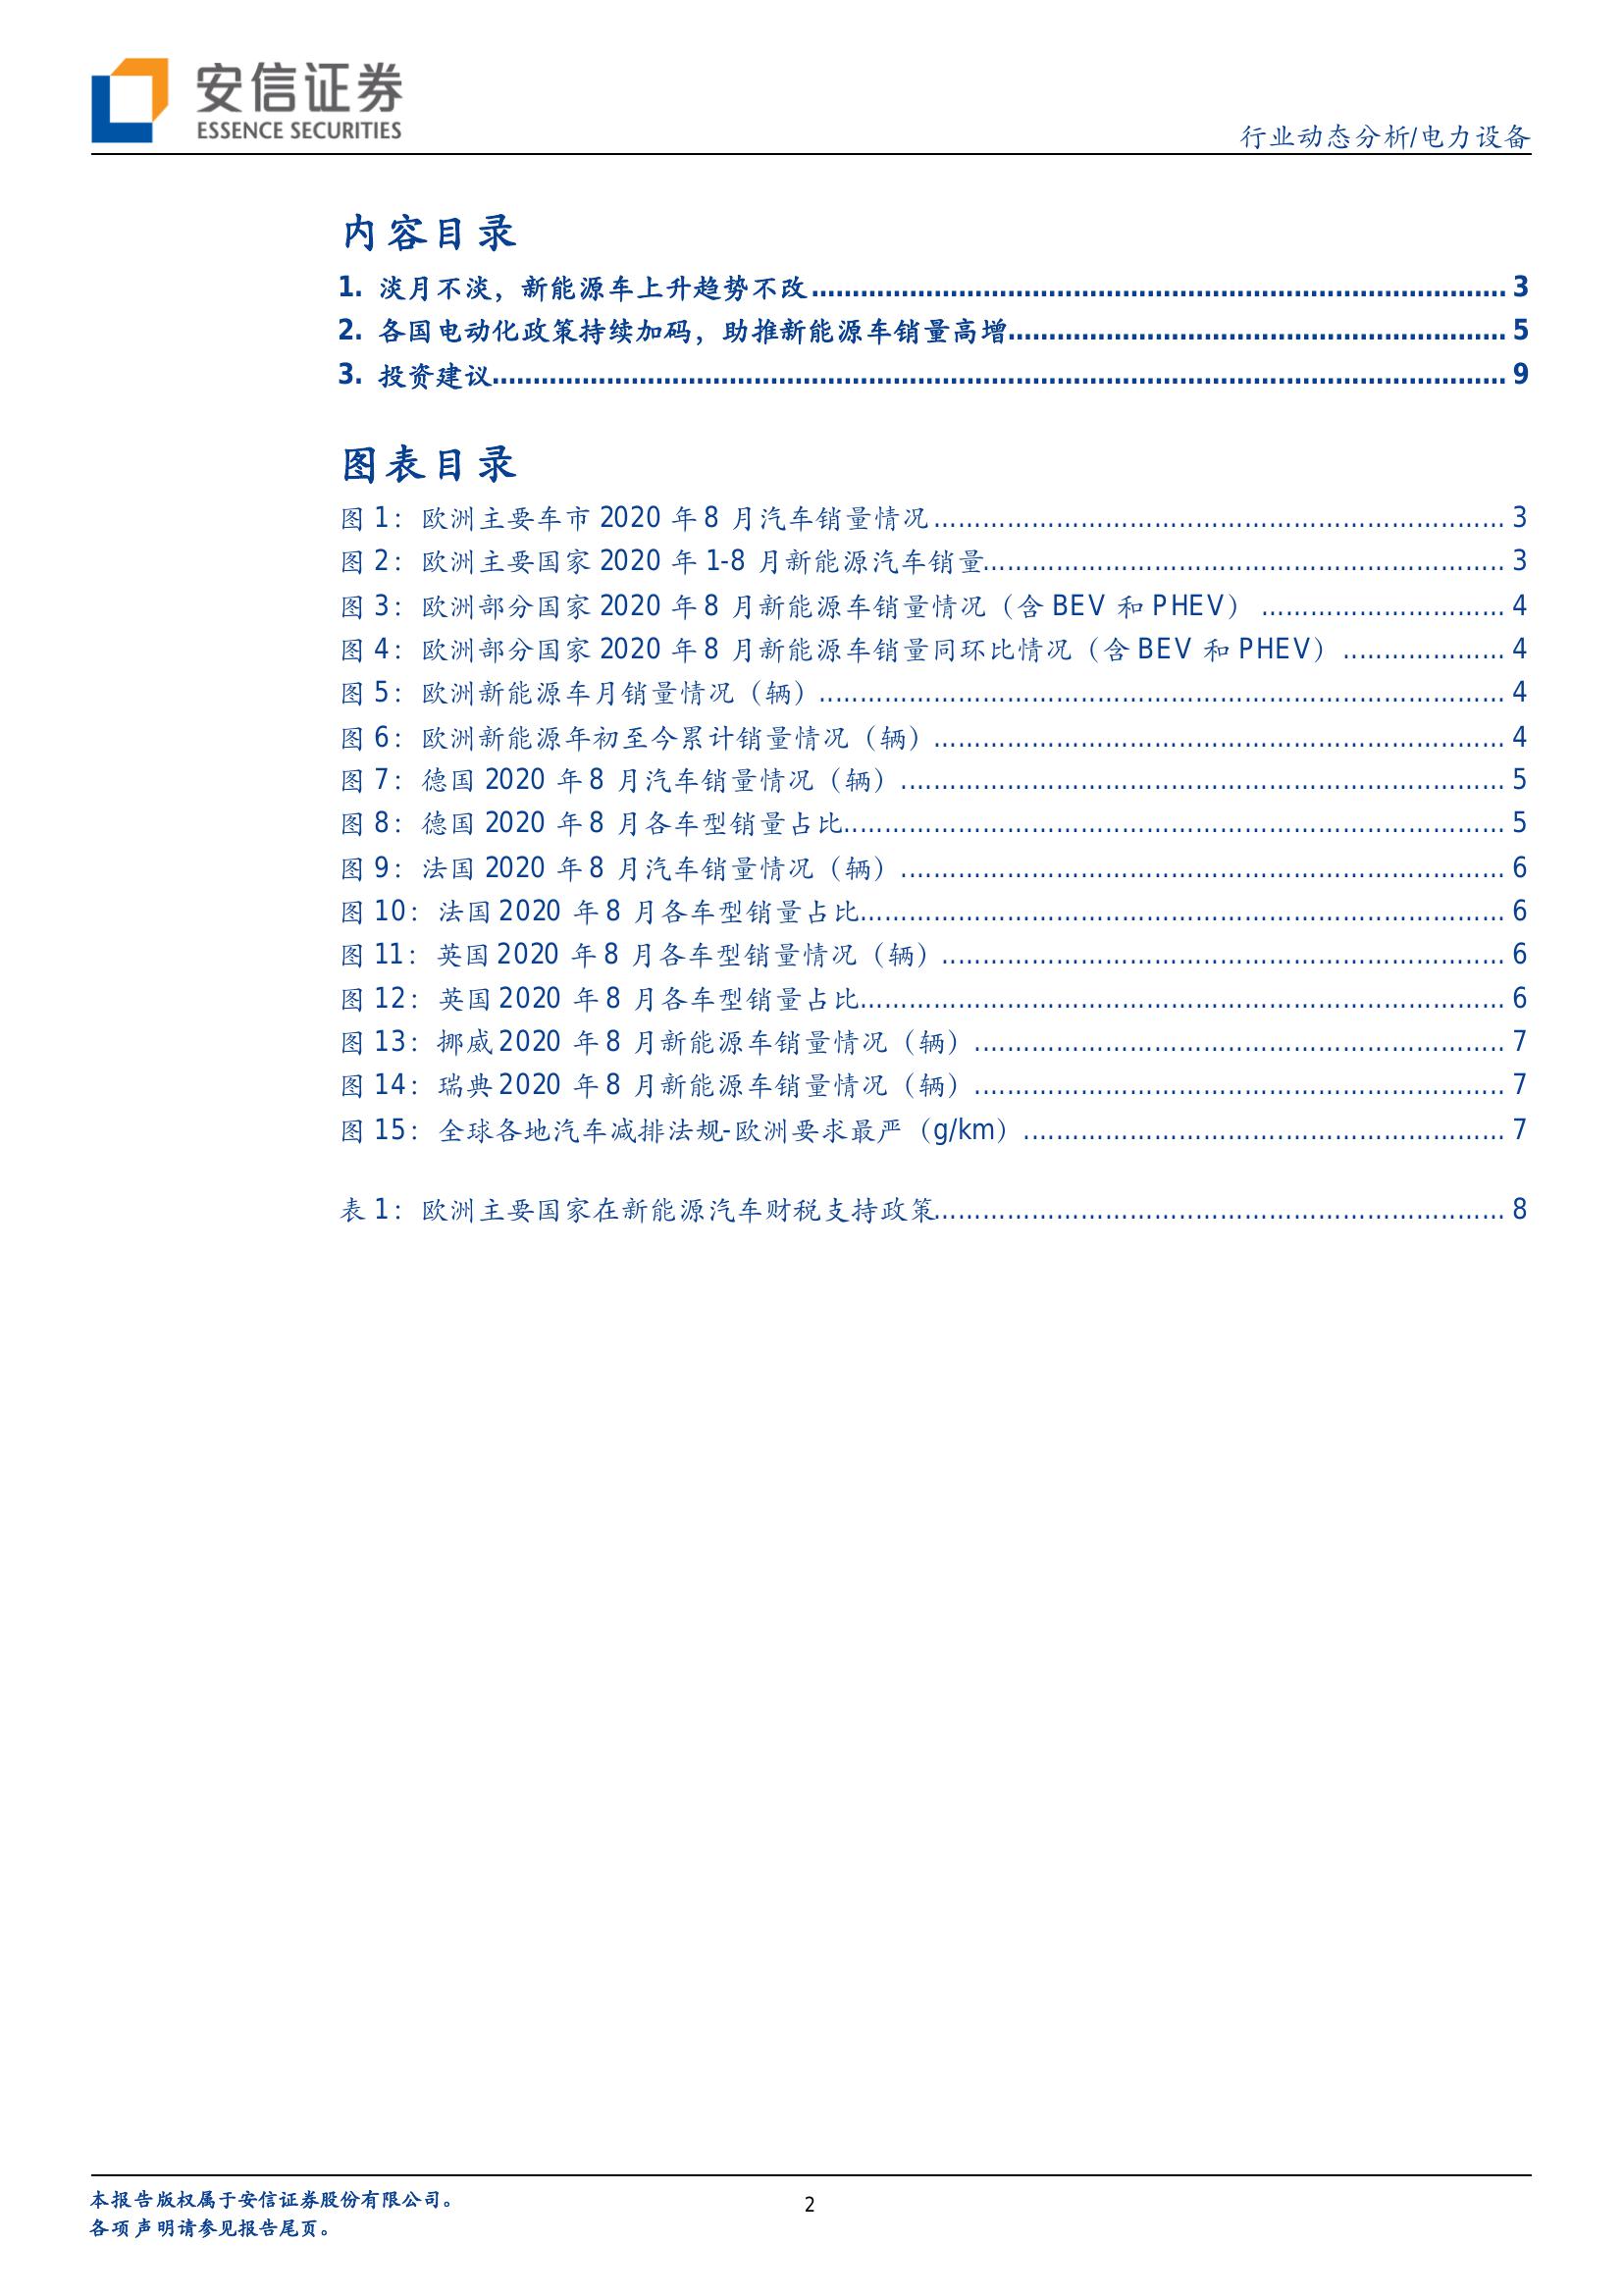 安信证券
ESSENCE SECURITIES
行业动态分析/电力设备
内容目录
1. 淡月不淡，新能源车上升趋势不改 3
2. 各国电动化政策持续加码，助推新能源车销量高增 5
3. 投资建议 9
图表目录
图 1：欧洲主要车市 2020 年 8 月汽车销量情况 3
图 2：欧洲主要国家 2020 年 1-8 月新能源汽车销量 3
图 3：欧洲部分国家 2020 年 8 月新能源车销量情况（含 BEV 和 PHEV） 4
图 4：欧洲部分国家 2020 年 8 月新能源车销量同环比情况（含 BEV 和 PHEV） 4
图 5：欧洲新能源车月销量情况（辆） 4
图 6：欧洲新能源年初至今累计销量情况（辆） 4
图 7：德国 2020 年 8 月汽车销量情况（辆） 5
图 8：德国 2020 年 8 月各车型销量占比 5
图 9：法国 2020 年 8 月汽车销量情况（辆） 6
图 10：法国 2020 年 8 月各车型销量占比 6
图 11：英国 2020 年 8 月各车型销量情况（辆） 6
图 12：英国 2020 年 8 月各车型销量占比 6
图 13：挪威 2020 年 8 月新能源车销量情况（辆） 7
图 14：瑞典 2020 年 8 月新能源车销量情况（辆） 7
图 15：全球各地汽车减排法规-欧洲要求最严（g/km） 7
表 1：欧洲主要国家在新能源汽车财税支持政策 8
本报告版权属于安信证券股份有限公司。
各项声明请参见报告尾页。
2